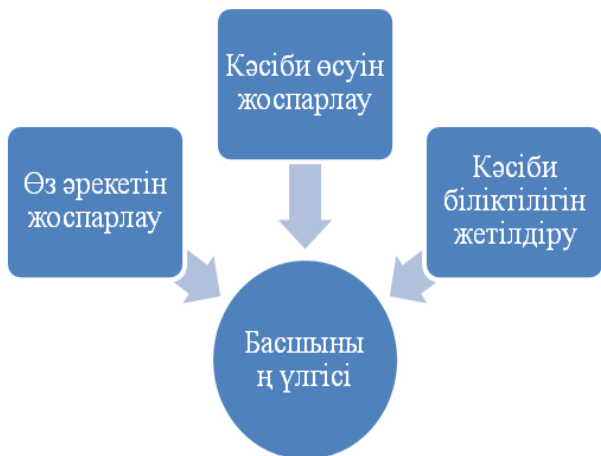 Кәсіби өсуін
жоспарлау
Өз әрекетін
жоспарлау
Кәсіби
біліктілігін
жетілдіру
Басшыны
ң үлгісі